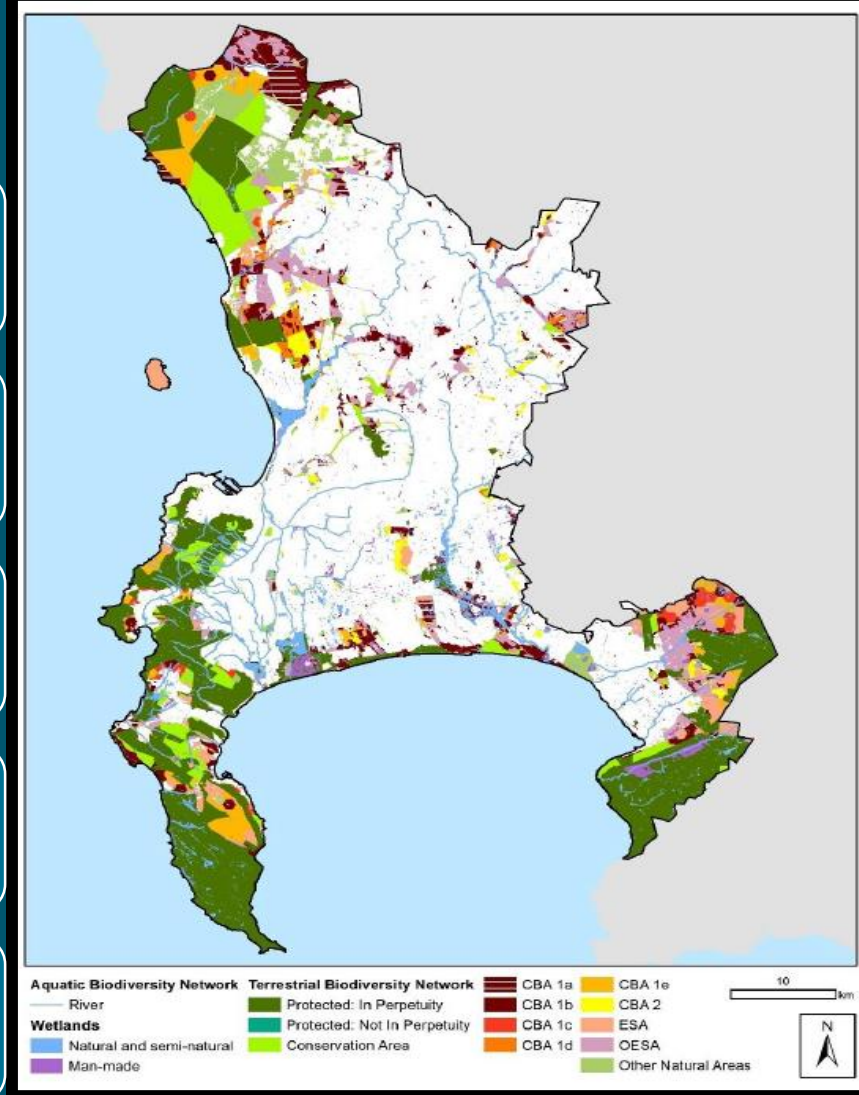 Aquatic Biodiversity Network
River
Wetlands
Natural and semi-natural
Man-made
Terrestrial Biodiversity Network
Protected: In Perpetuity
Protected: Not In Perpetuity
Conservation Area
CBA 1a
CBA 1b
CBA 1c
CBA 1d
CBA 1e
CBA 2
ESA
OESA
Other Natural Areas
10
km
N